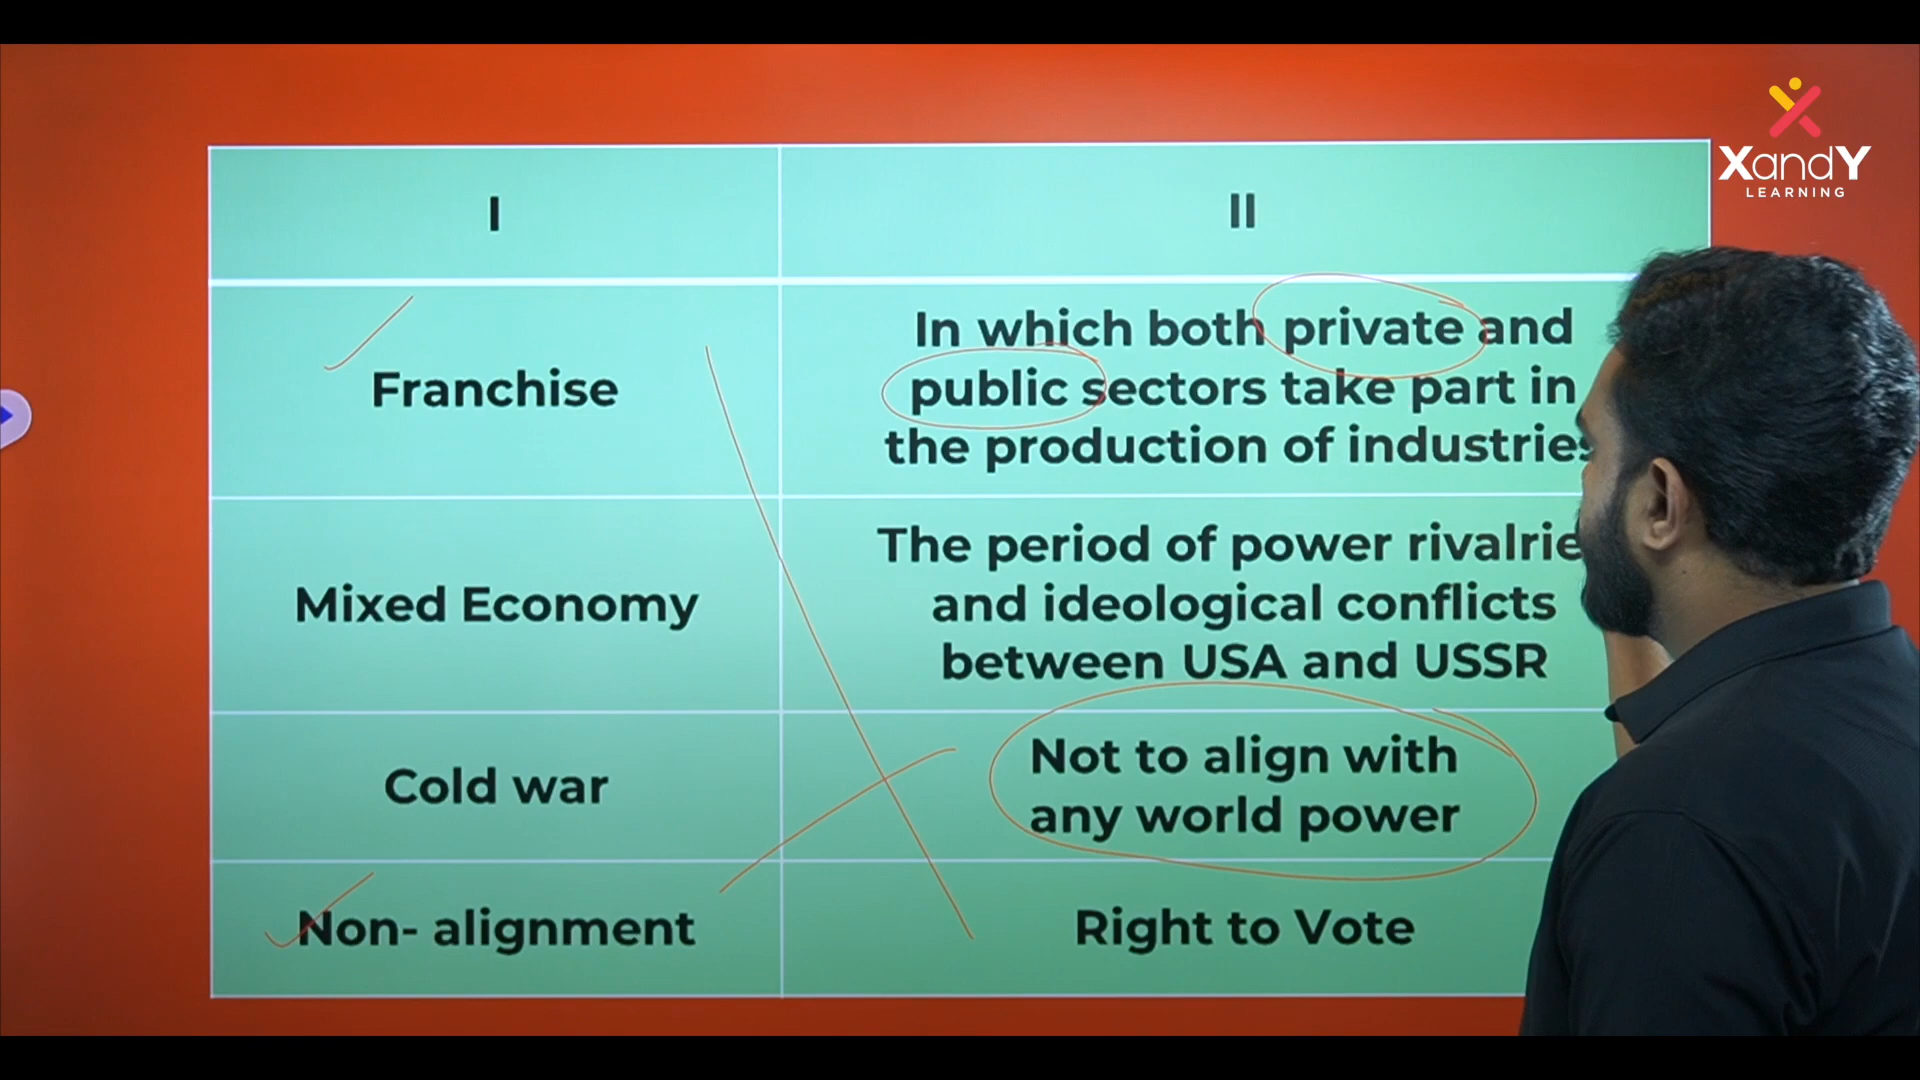 XandY
LEARNING
I
II
Franchise
In which both private and
public sectors take part in
the production of industries
Mixed Economy
The period of power
and ideological conflicts
between USA and USSR
Cold war
Not to align with
any world power
Non- alignment
Right to Vote